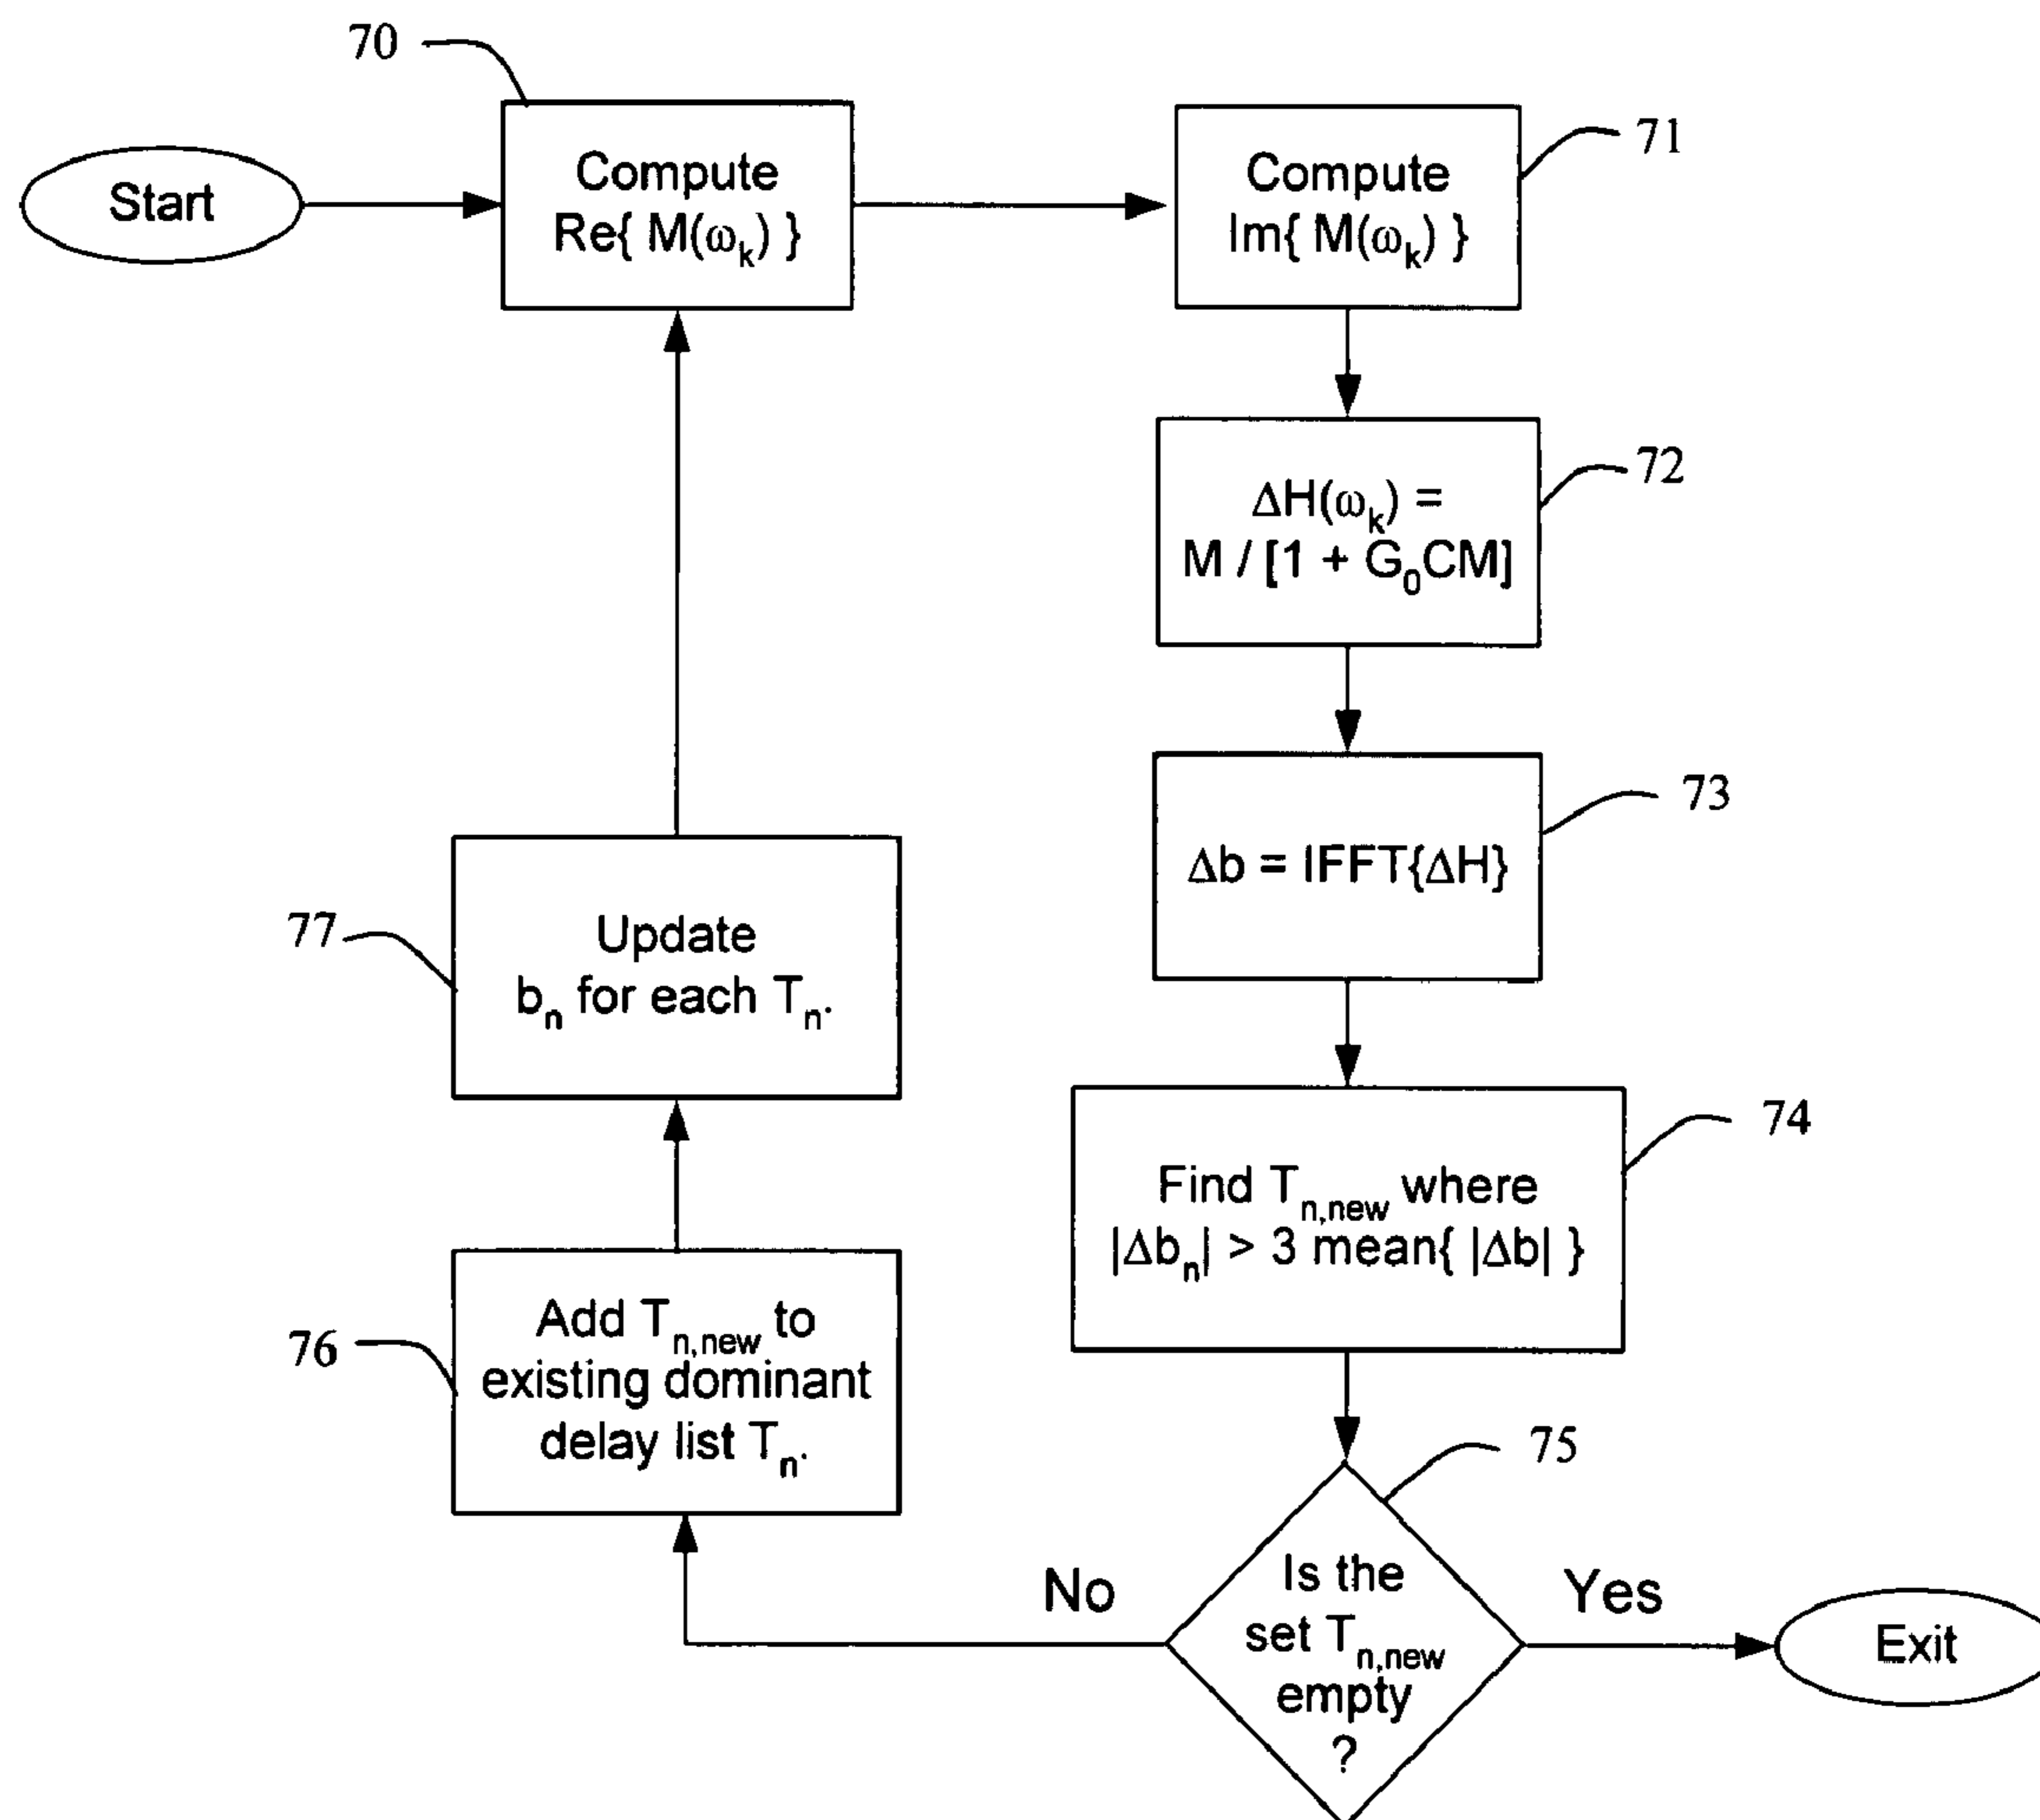 70
Start
Compute
Re{ M(ωₖ) }
71
Compute
Im{ M(ωₖ) }
72
ΔH(ωₖ) =
M / [1 + G₀CM]
73
Δb = IFFT{ΔH}
74
Find Tn,new where
|Δbn| > 3 mean{ |Δb| }
75
Is the
set Tn,new
empty
?
Yes
Exit
No
76
Add Tn,new to
existing dominant
delay list Tn.
77
Update
bn for each Tn.